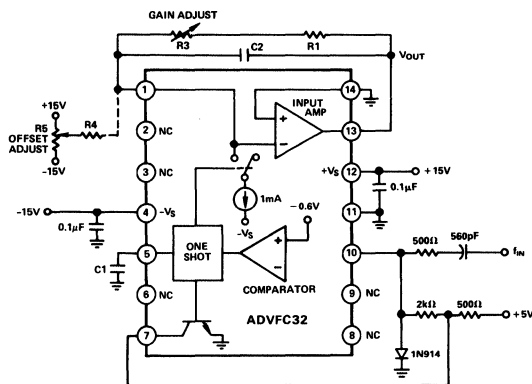 GAIN ADJUST
R3
R1
C2
VOUT
+15V
R5
OFFSET
ADJUST
R4
-15V
1
2
NC
3
NC
-15V
4
-VS
0.1μF
5
C1
6
NC
7
ONE
SHOT
1mA
-VS
-0.6V
+
-
COMPARATOR
ADVFC32
+
-
INPUT
AMP
14
13
+VS
12
+15V
0.1μF
11
10
500Ω
560pF
fIN
9
NC
2kΩ
500Ω
+5V
8
NC
1N914